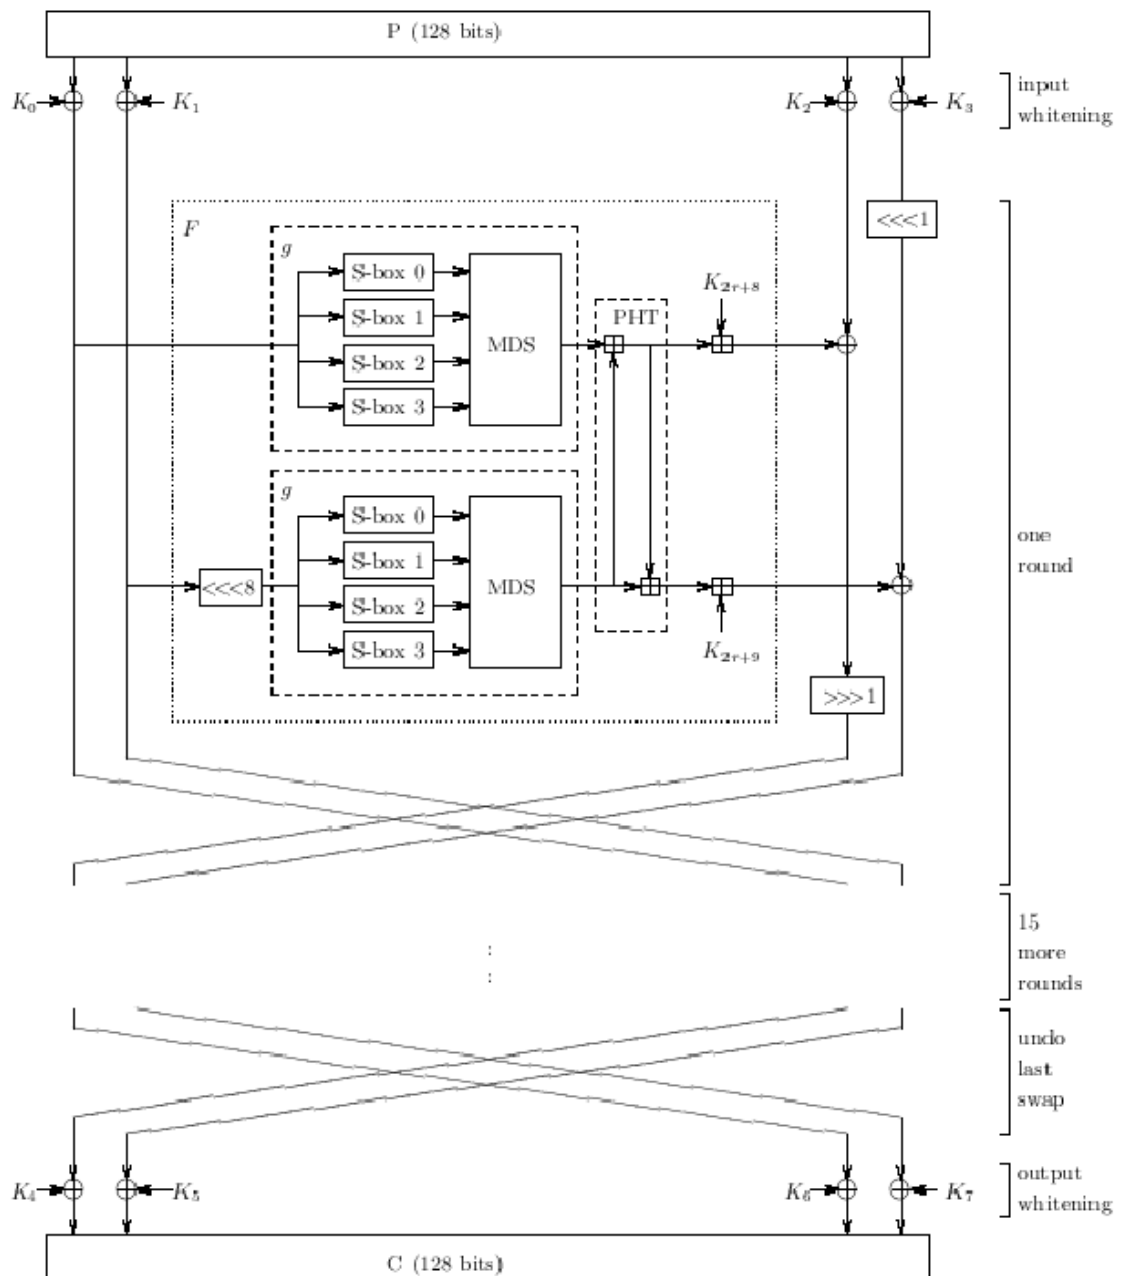 P (128 bits)
K₀ K₁ K₂ K₃
input
whitening
<<<1
F
g
S-box 0
S-box 1
S-box 2
S-box 3
MDS
PHT
K₂ᵣ₊₈
g
S-box 0
S-box 1
S-box 2
S-box 3
<<<8
MDS
K₂ᵣ₊₉
>>>1
one
round
:
:
15
more
rounds
undo
last
swap
K₄ K₅ K₆ K₇
output
whitening
C (128 bits)